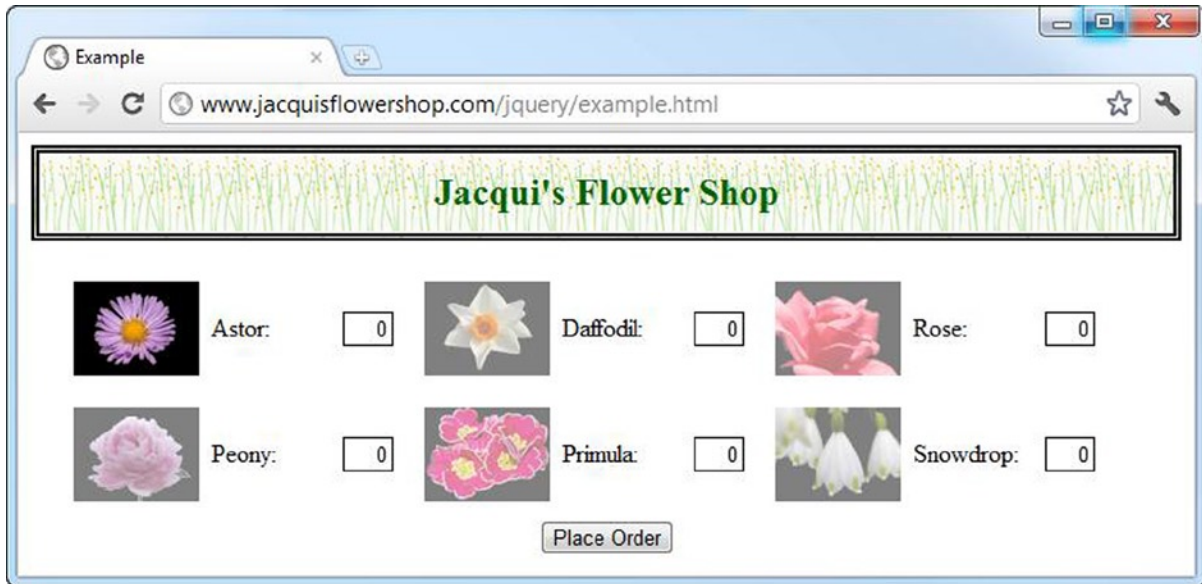 Example
www.jacquisflowershop.com/jquery/example.html
Jacqui's Flower Shop
Astor: 0 Daffodil: 0 Rose: 0
Peony: 0 Primula: 0 Snowdrop: 0
Place Order